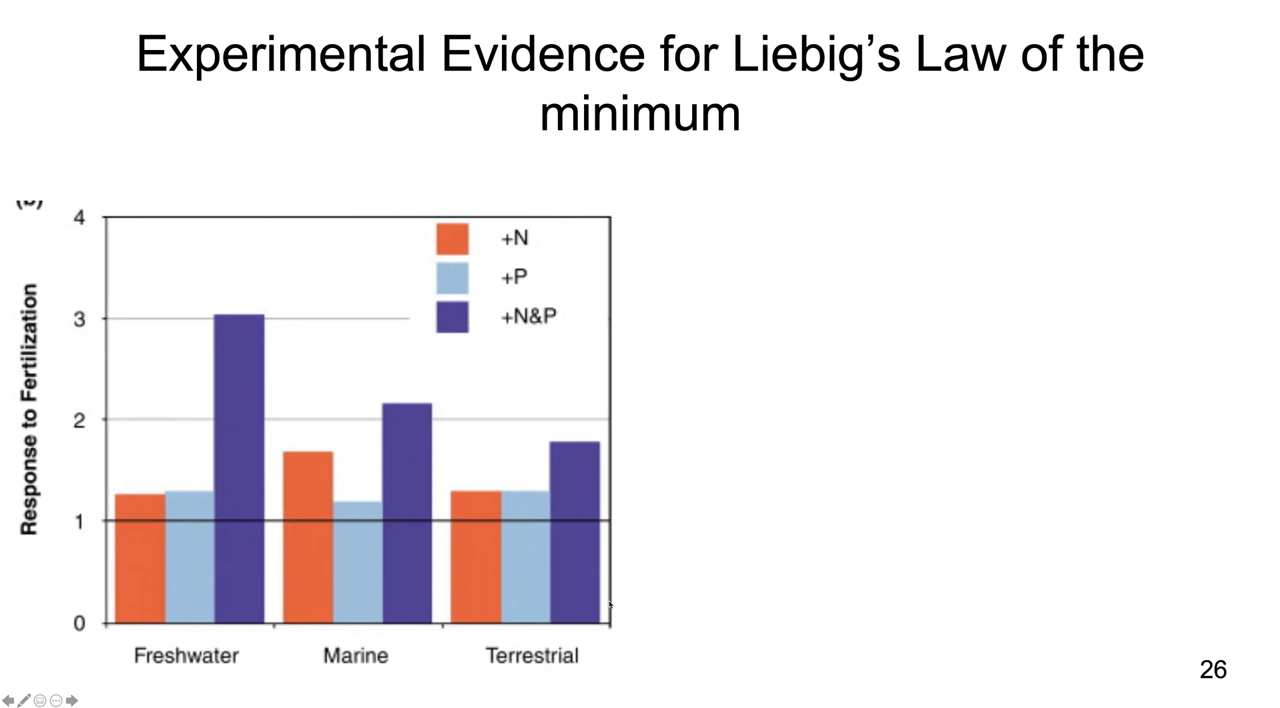 Experimental Evidence for Liebig’s Law of the
minimum
4
3
2
1
0
Response to Fertilization
+N
+P
+N&P
Freshwater
Marine
Terrestrial
26